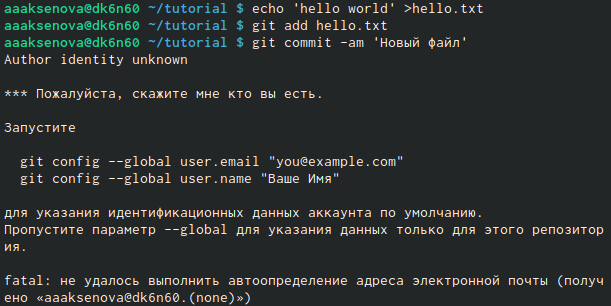 aaaksenova@dk6n60 ~/tutorial $ echo 'hello world' >hello.txt
aaaksenova@dk6n60 ~/tutorial $ git add hello.txt
aaaksenova@dk6n60 ~/tutorial $ git commit -am 'Новый файл'
Author identity unknown

*** Пожалуйста, скажите мне кто вы есть.

Запустите

  git config --global user.email "you@example.com"
  git config --global user.name "Ваше Имя"

для указания идентификационных данных аккаунта по умолчанию.
Пропустите параметр --global для указания данных только для этого репозитор
ия.

fatal: не удалось выполнить автоопределение адреса электронной почты (получ
ено «aaaksenova@dk6n60.(none)»)